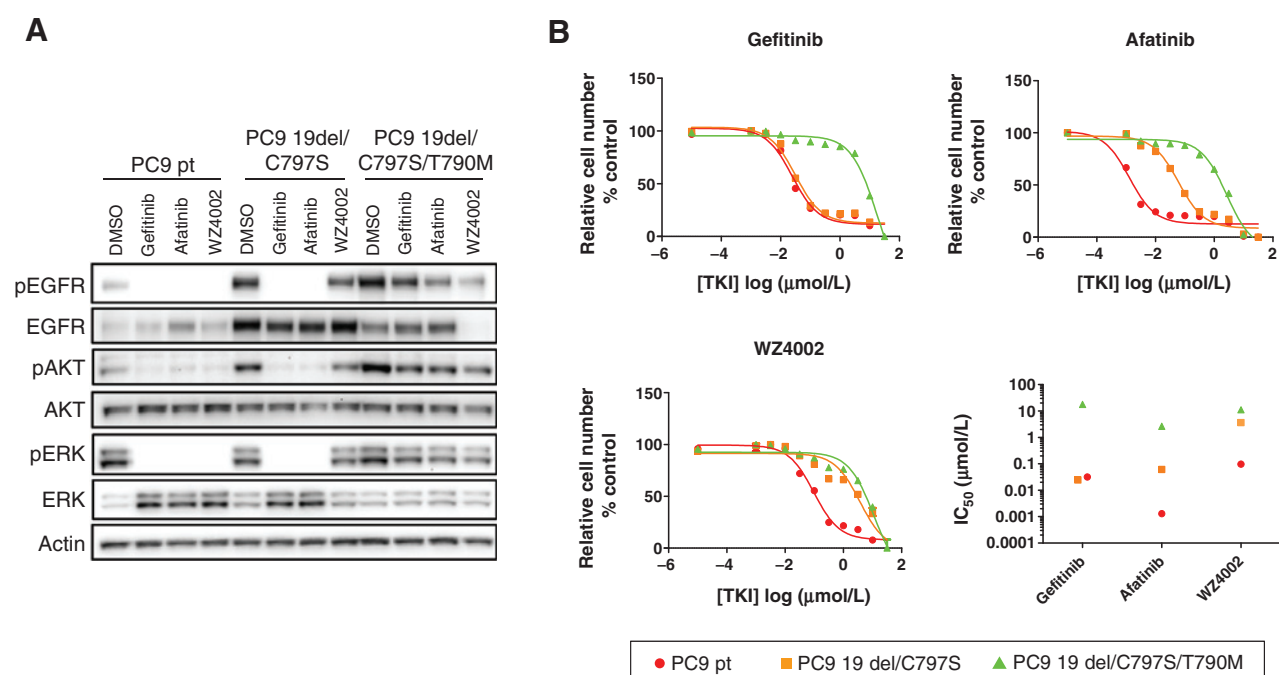 A
PC9 pt
PC9 19del/
C797S
PC9 19del/
C797S/T790M
DMSO
Gefitinib
Afatinib
WZ4002
DMSO
Gefitinib
Afatinib
WZ4002
DMSO
Gefitinib
Afatinib
WZ4002
pEGFR
EGFR
pAKT
AKT
pERK
ERK
Actin
B
Gefitinib
Relative cell number
% control
150
100
50
0
−6 −4 −2 0 2
[TKI] log (μmol/L)
Afatinib
Relative cell number
% control
150
100
50
0
−6 −4 −2 0 2
[TKI] log (μmol/L)
WZ4002
Relative cell number
% control
150
100
50
0
−6 −4 −2 0 2
[TKI] log (μmol/L)
IC50 (μmol/L)
100
10
1
0.1
0.01
0.001
0.0001
Gefitinib
Afatinib
WZ4002
PC9 pt PC9 19 del/C797S PC9 19 del/C797S/T790M